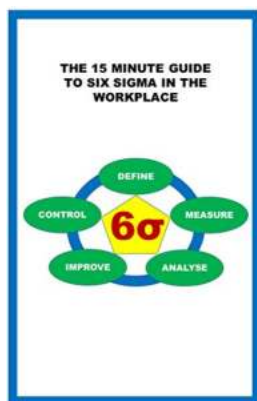 THE 15 MINUTE GUIDE
TO SIX SIGMA IN THE
WORKPLACE
DEFINE
CONTROL
MEASURE
6σ
IMPROVE
ANALYSE